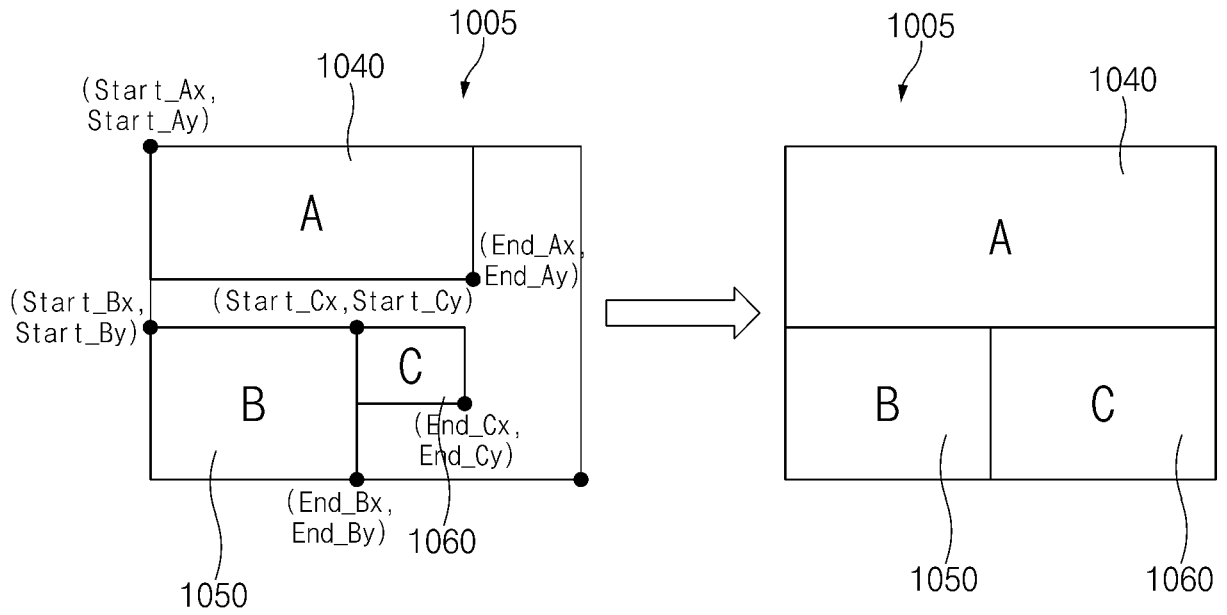 1005
1040
(Start_Ax,
Start_Ay)
A
(End_Ax,
End_Ay)
(Start_Bx,
Start_By)
(Start_Cx,Start_Cy)
B
C
(End_Cx,
End_Cy)
(End_Bx,
End_By)
1060
1050
1005
1040
A
B
C
1050
1060